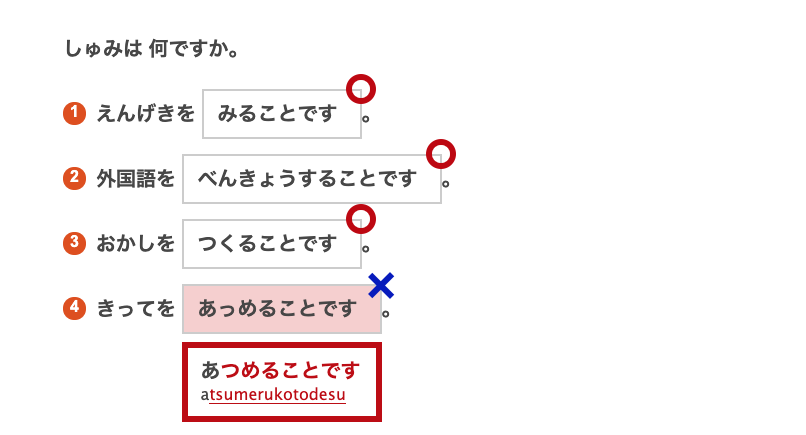 しゅみは 何ですか。
1 えんげきを みることです。
2 外国語を べんきょうすることです。
3 おかしを つくることです。
4 きってを あっめることです。
あつめることです
atsumerukotodesu